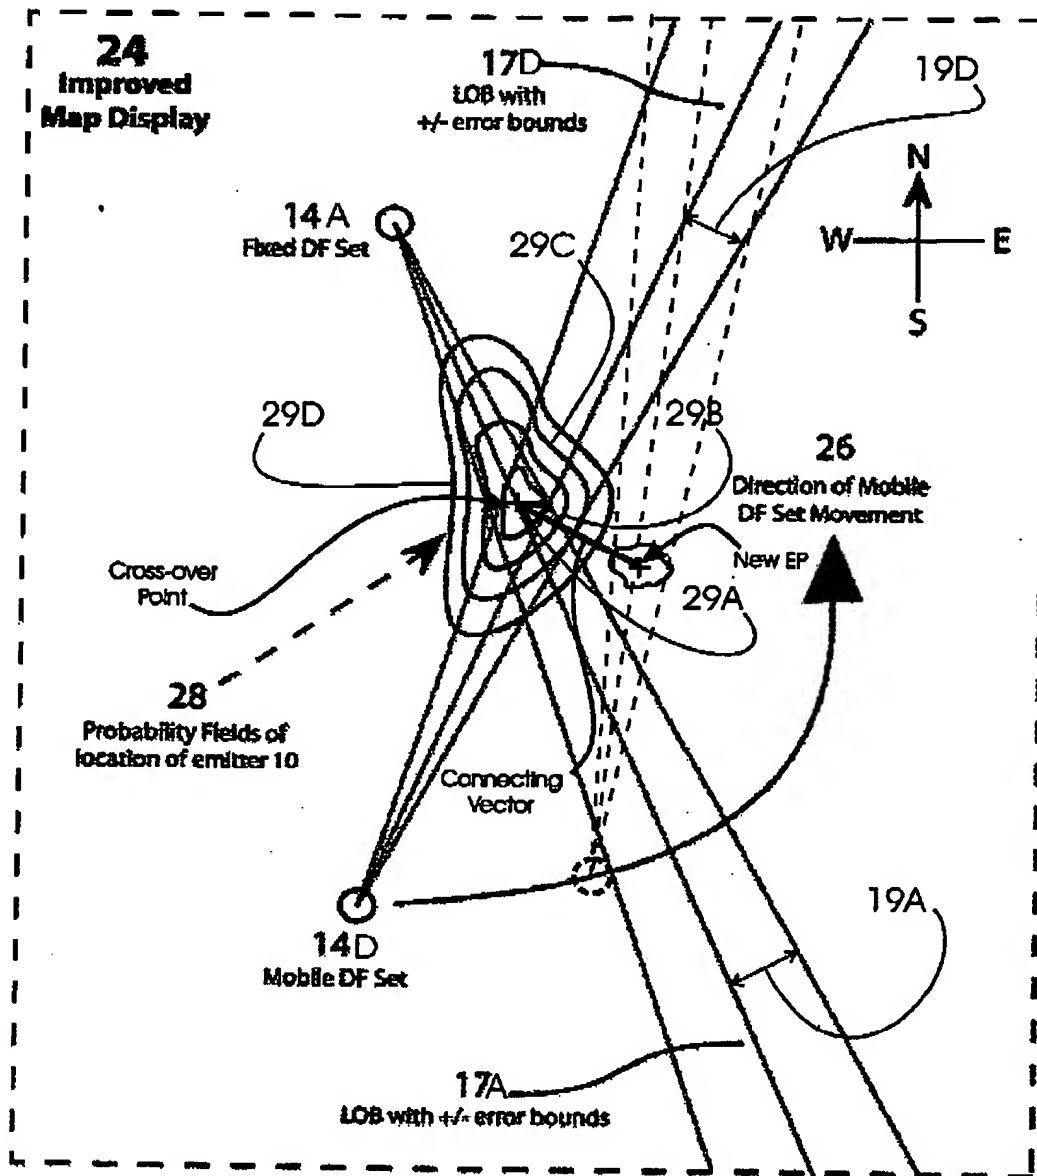 24
Improved
Map Display
17D
LOB with
+/- error bounds
19D
N
W
E
S
14A
Fixed DF Set
29C
29D
29B
26
Direction of Mobile
DF Set Movement
New EP
Cross-over
Point
29A
28
Probability Fields of
location of emitter 10
Connecting
Vector
14D
Mobile DF Set
19A
17A
LOB with +/- error bounds